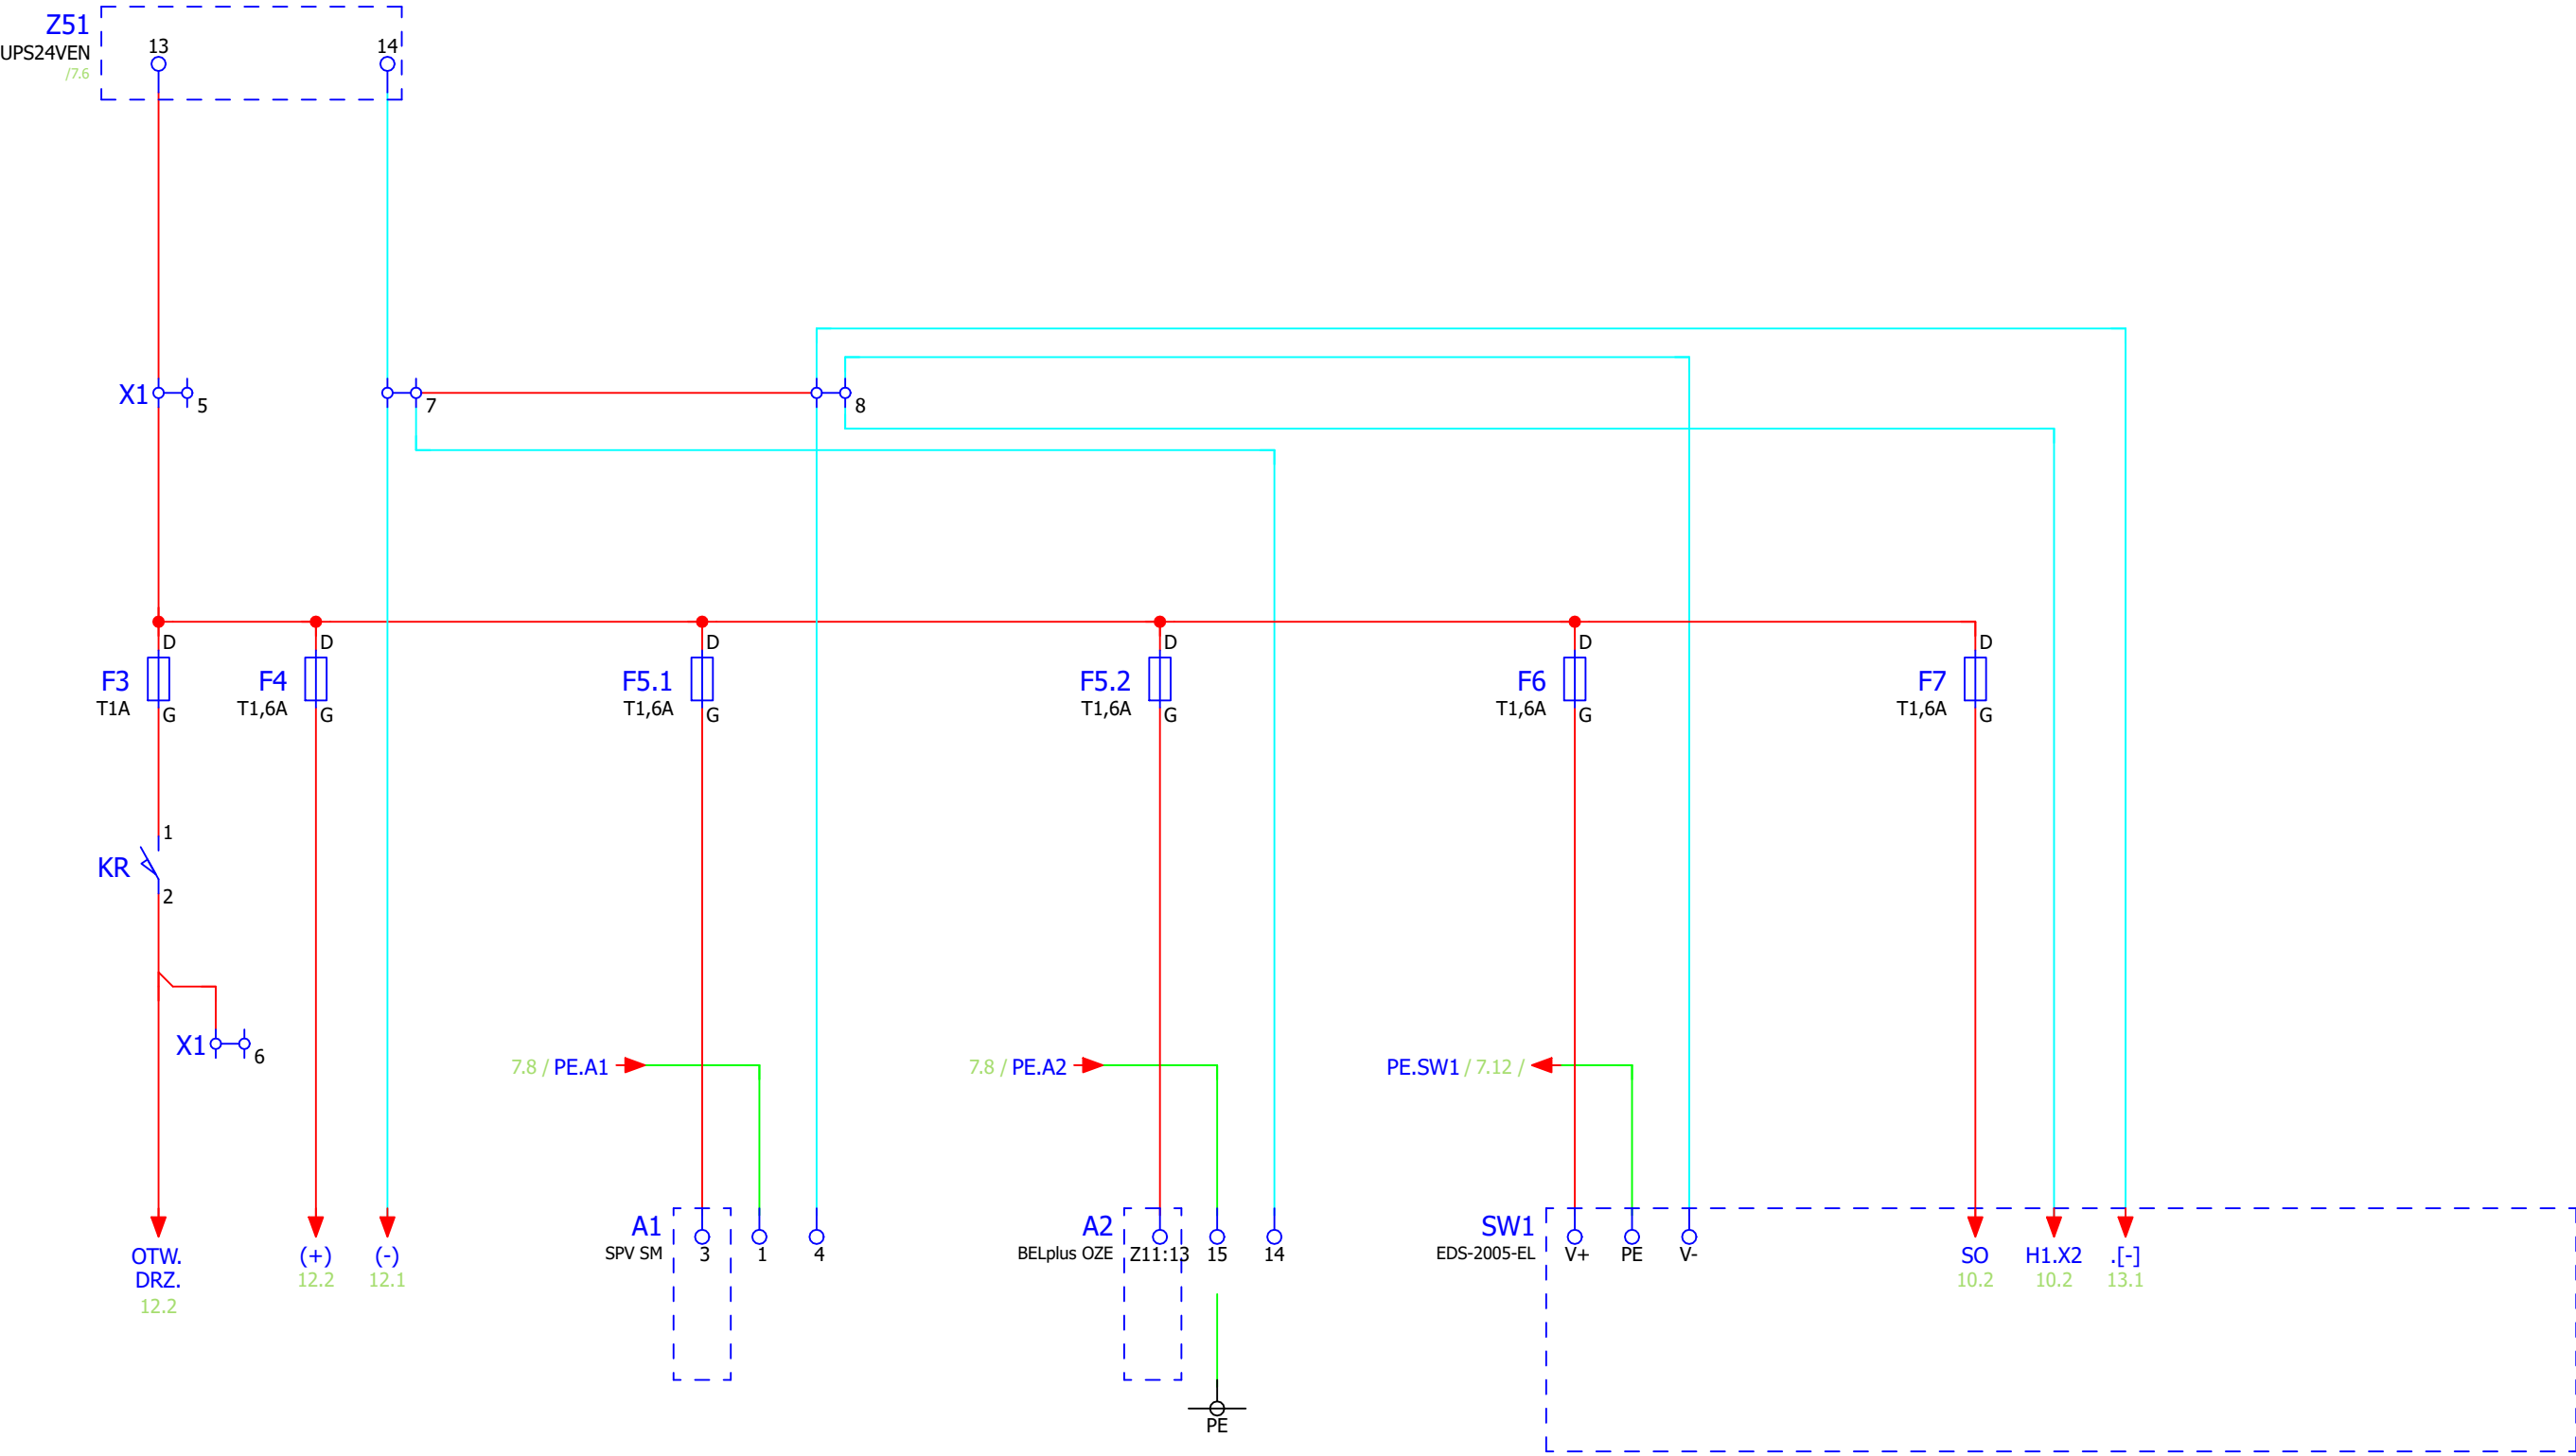 Z51
UPS24VEN
/7.6
13
14
X1
5
7
8
D
D
D
D
D
D
F3
T1A
G
F4
T1,6A
G
F5.1
T1,6A
G
F5.2
T1,6A
G
F6
T1,6A
G
F7
T1,6A
G
1
KR
2
X1
6
7.8 / PE.A1
7.8 / PE.A2
PE.SW1 / 7.12 /
OTW.
DRZ.
12.2
(+)
12.2
(-)
12.1
A1
SPV SM
3
1
4
A2
BELplus OZE
Z11:13
15
14
SW1
EDS-2005-EL
V+
PE
V-
SO
10.2
H1.X2
10.2
.[-]
13.1
PE